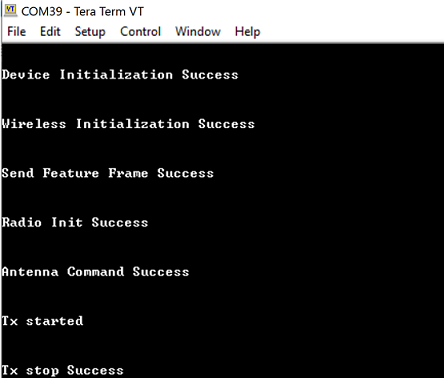 COM39 - Tera Term VT
File Edit Setup Control Window Help
Device Initialization Success
Wireless Initialization Success
Send Feature Frame Success
Radio Init Success
Antenna Command Success
Tx started
Tx stop Success